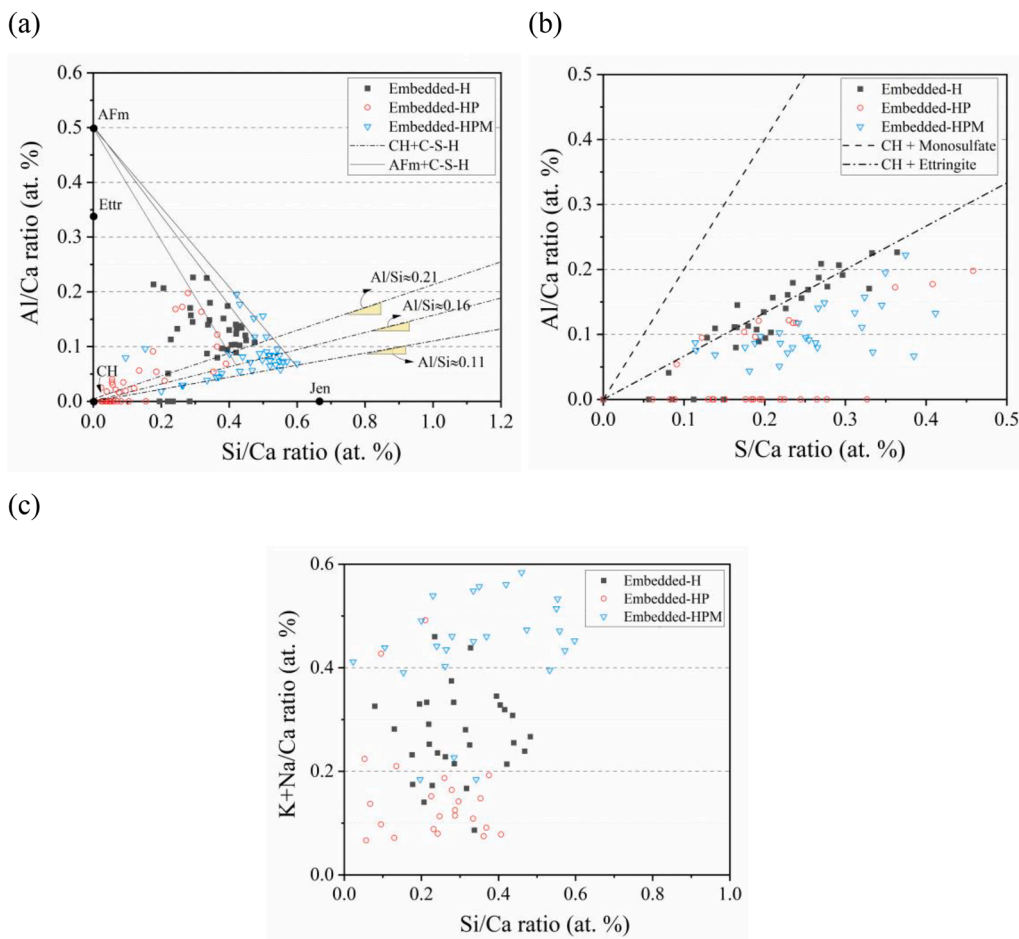 (a)
0.6
0.5
0.4
0.3
0.2
0.1
0.0
Al/Ca ratio (at. %)
AFm
Ettr
CH
Jen
Embedded-H
Embedded-HP
Embedded-HPM
CH+C-S-H
AFm+C-S-H
Al/Si≈0.21
Al/Si≈0.16
Al/Si≈0.11
0.0 0.2 0.4 0.6 0.8 1.0 1.2
Si/Ca ratio (at. %)
(b)
0.5
0.4
0.3
0.2
0.1
0.0
Al/Ca ratio (at. %)
Embedded-H
Embedded-HP
Embedded-HPM
CH + Monosulfate
CH + Ettringite
0.0 0.1 0.2 0.3 0.4 0.5
S/Ca ratio (at. %)
(c)
0.6
0.4
0.2
0.0
K+Na/Ca ratio (at. %)
Embedded-H
Embedded-HP
Embedded-HPM
0.0 0.2 0.4 0.6 0.8 1.0
Si/Ca ratio (at. %)